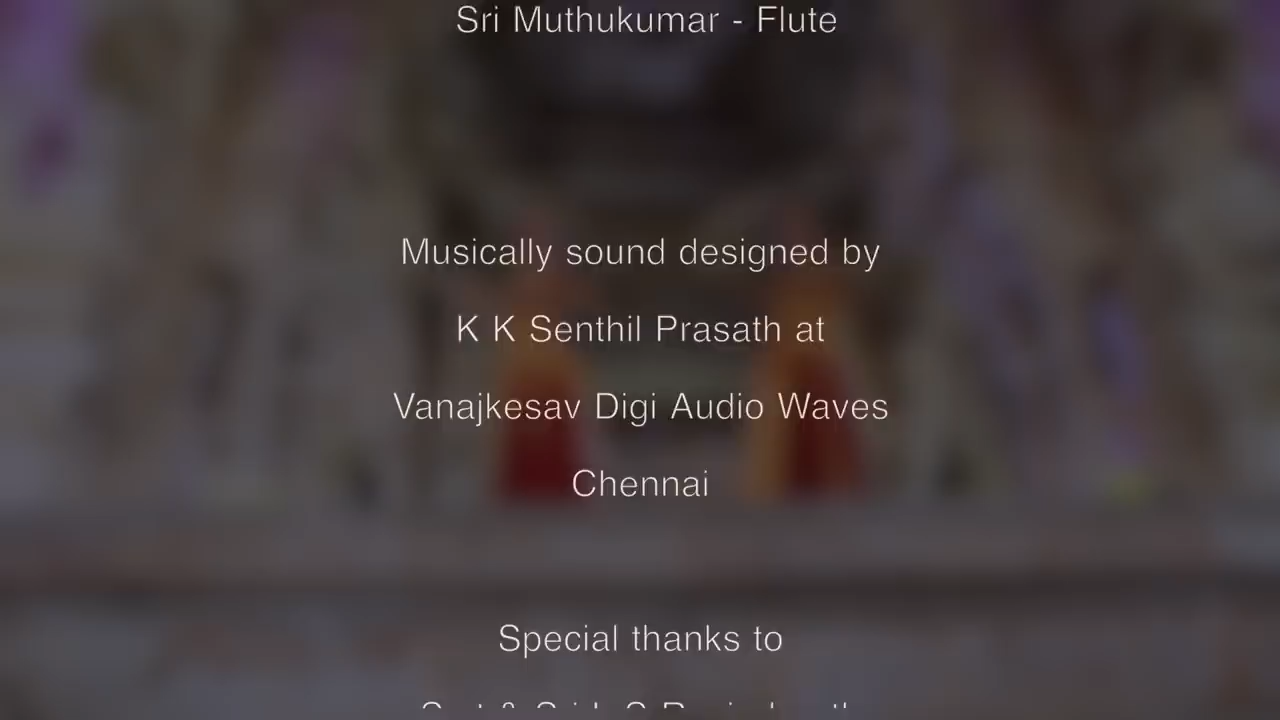 Sri Muthukumar - Flute
Musically sound designed by
K K Senthil Prasath at
Vanajkesav Digi Audio Waves
Chennai
Special thanks to